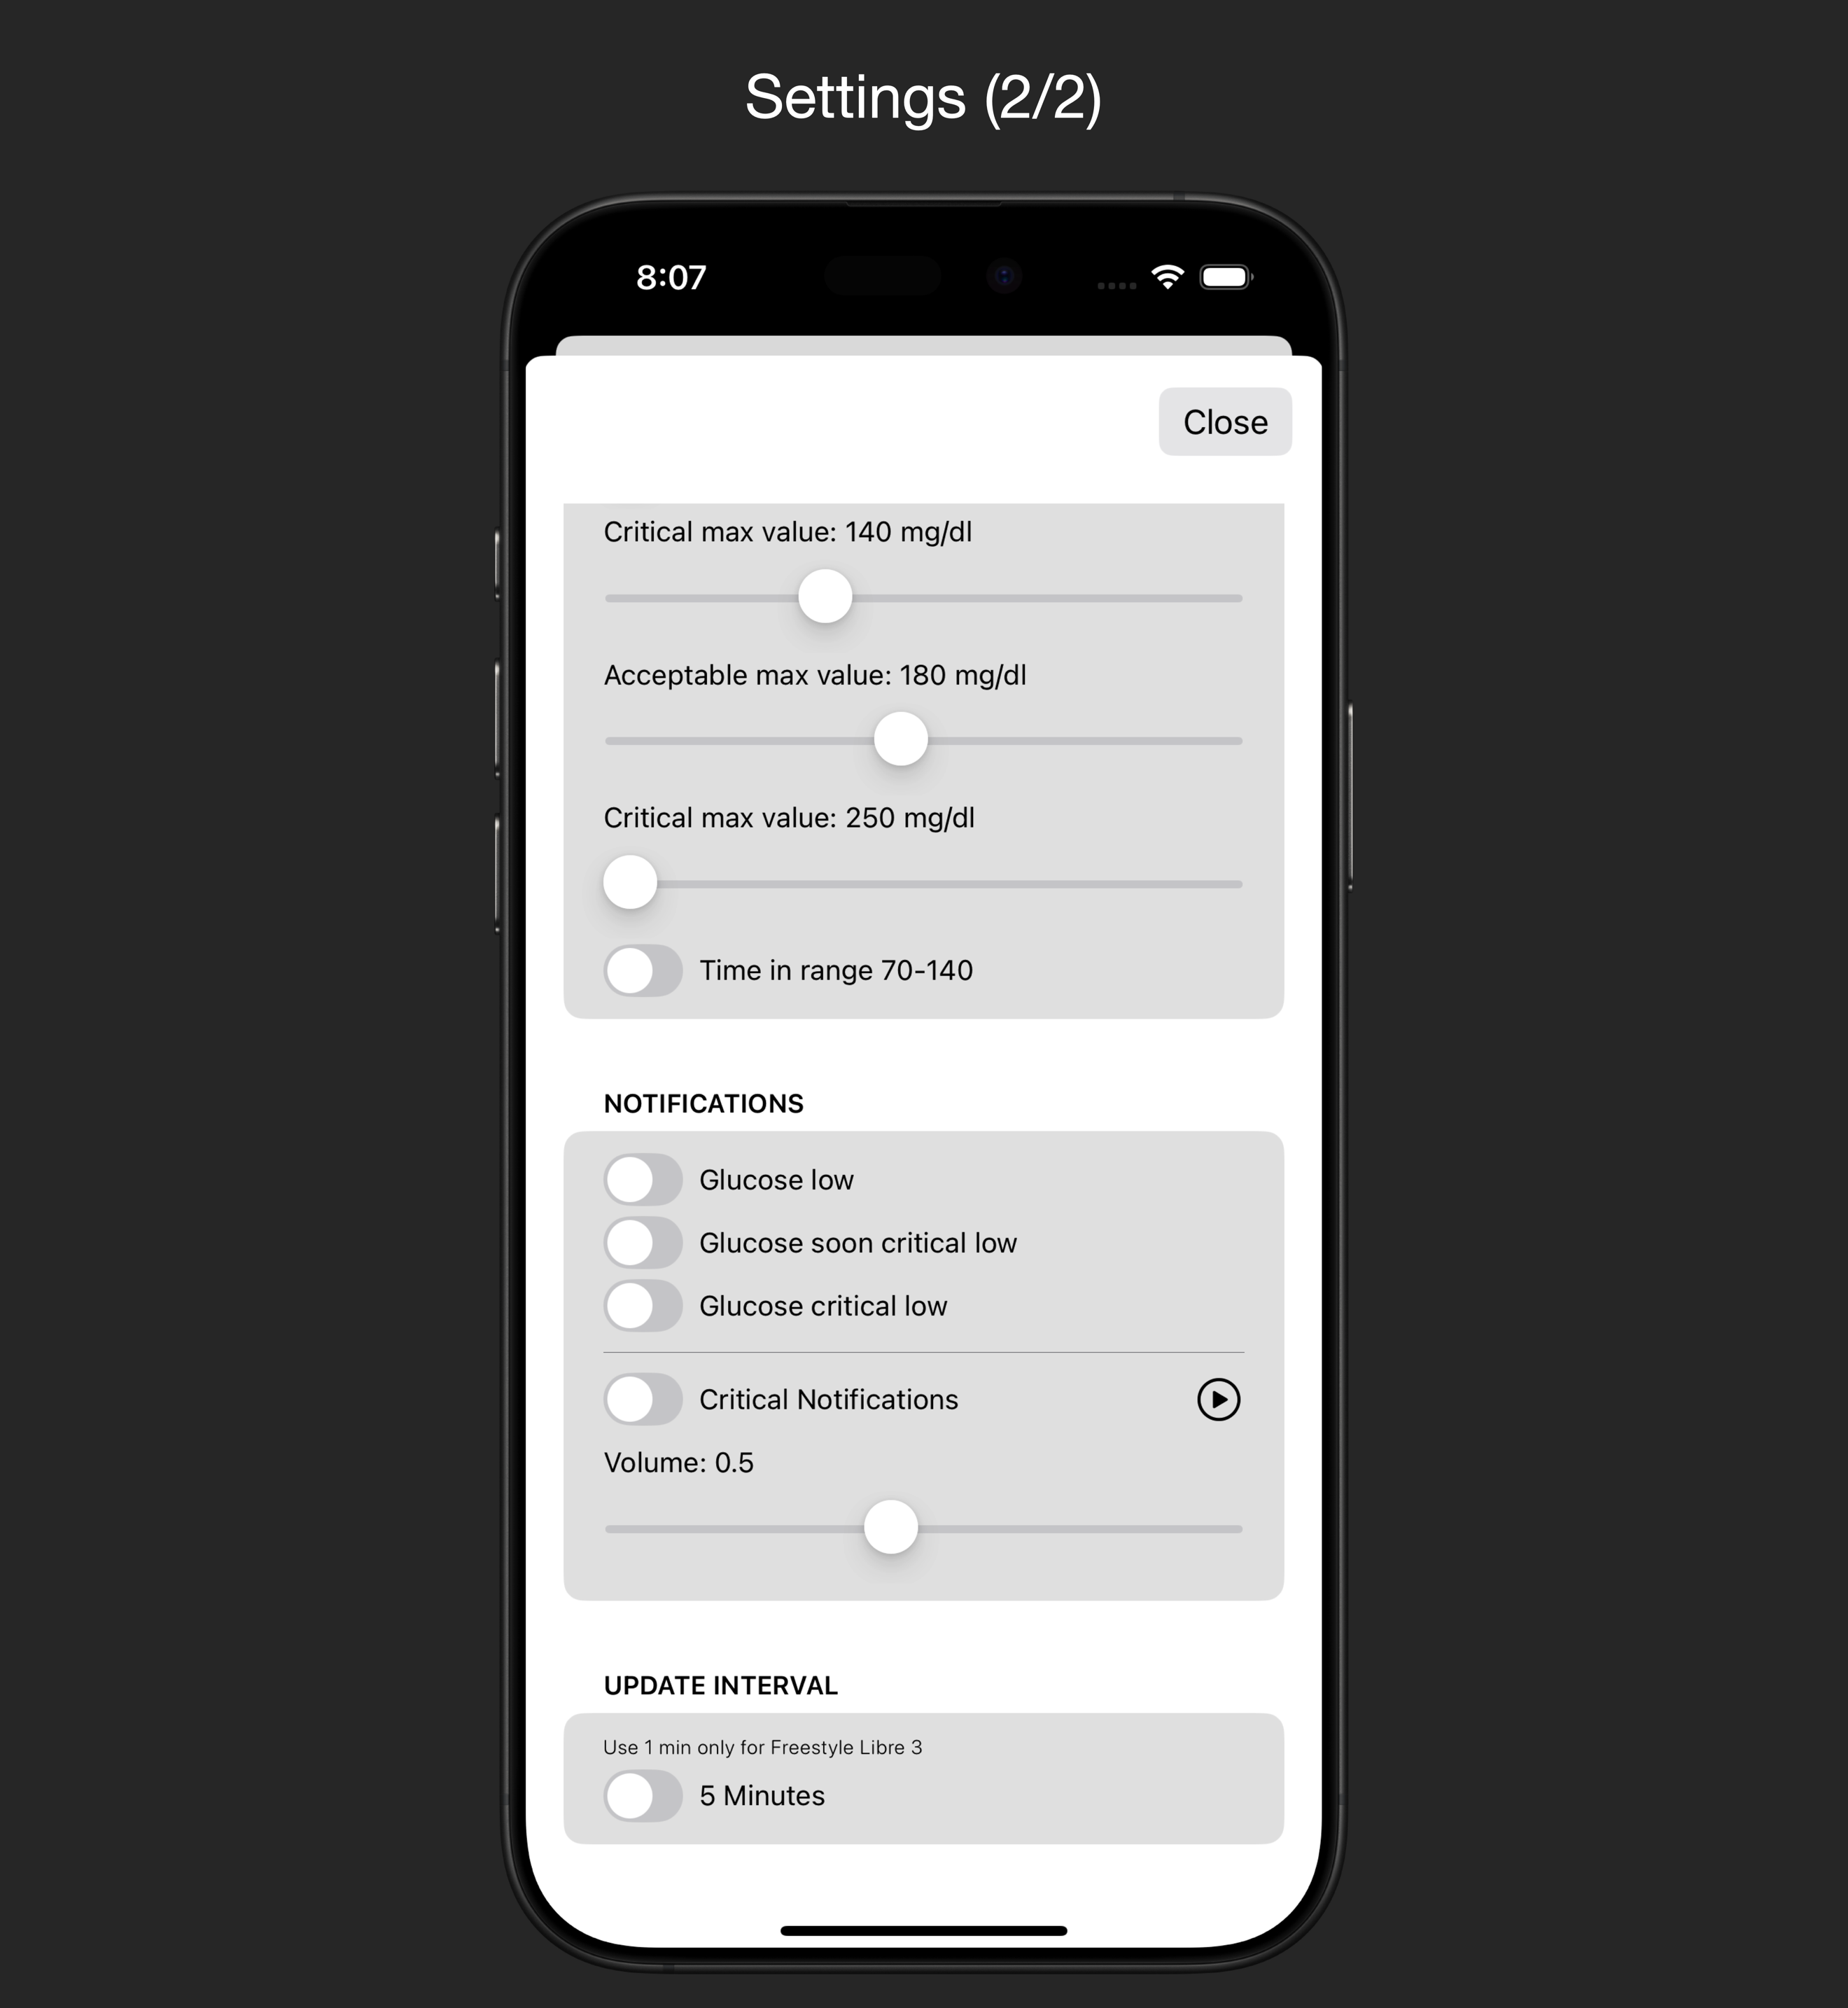 Settings (2/2)
8:07
Close
Critical max value: 140 mg/dl
Acceptable max value: 180 mg/dl
Critical max value: 250 mg/dl
Time in range 70-140
NOTIFICATIONS
Glucose low
Glucose soon critical low
Glucose critical low
Critical Notifications
Volume: 0.5
UPDATE INTERVAL
Use 1 min only for Freestyle Libre 3
5 Minutes